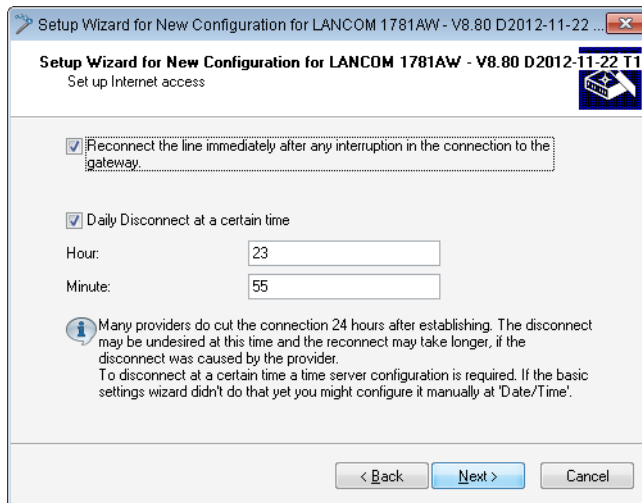 Setup Wizard for New Configuration for LANCOM 1781AW - V8.80 D2012-11-22 ...
Setup Wizard for New Configuration for LANCOM 1781AW - V8.80 D2012-11-22 T1
Set up Internet access
Reconnect the line immediately after any interruption in the connection to the
gateway.
Daily Disconnect at a certain time
Hour:
23
Minute:
55
Many providers do cut the connection 24 hours after establishing. The disconnect
may be undesired at this time and the reconnect may take longer, if the
disconnect was caused by the provider.
To disconnect at a certain time a time server configuration is required. If the basic
settings wizard didn't do that yet you might configure it manually at 'Date/Time'.
< Back
Next >
Cancel